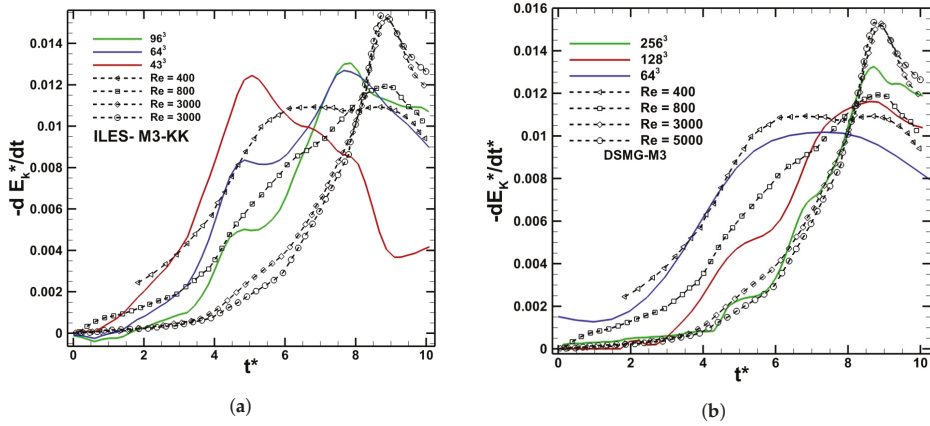 0.014
0.012
0.01
0.008
0.006
0.004
0.002
0
-d E*k/dt
96³
64³
43³
Re = 400
Re = 800
Re = 3000
Re = 3000
ILES- M3-KK
0 2 4 6 8 10
t*
(a)
0.016
0.014
0.012
0.010
0.008
0.006
0.004
0.002
0.000
-dE*K/dt*
256³
128³
64³
Re = 400
Re = 800
Re = 3000
Re = 5000
DSMG-M3
0 2 4 6 8 10
t*
(b)